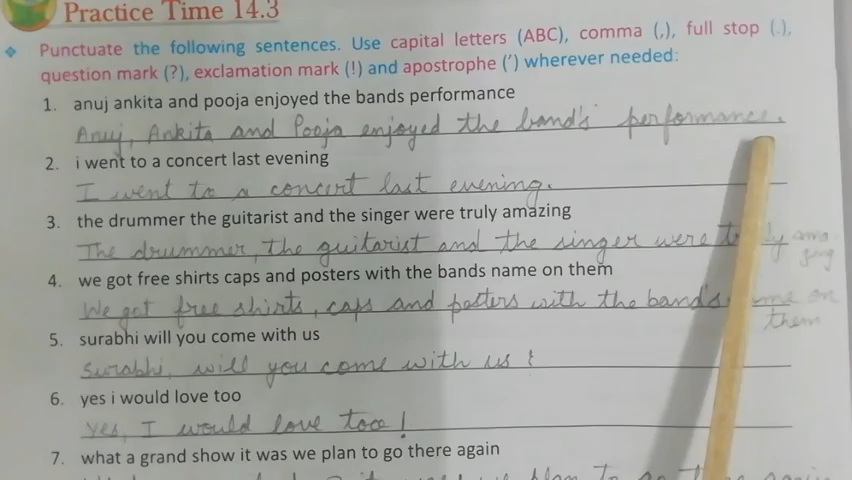 Practice Time 14.3
Punctuate the following sentences. Use capital letters (ABC), comma (,), full stop (.),
question mark (?), exclamation mark (!) and apostrophe (’) wherever needed:
1. anuj ankita and pooja enjoyed the bands performance
Anuj, Ankita and Pooja enjoyed the band's performance.
2. i went to a concert last evening
I went to a concert last evening.
3. the drummer the guitarist and the singer were truly amazing
The drummer, the guitarist and the singer were
4. we got free shirts caps and posters with the bands name on them
We got free shirts, caps and posters with the band's on
them
5. surabhi will you come with us
Surabhi, will you come with us ?
6. yes i would love too
Yes, I would love too!
7. what a grand show it was we plan to go there again